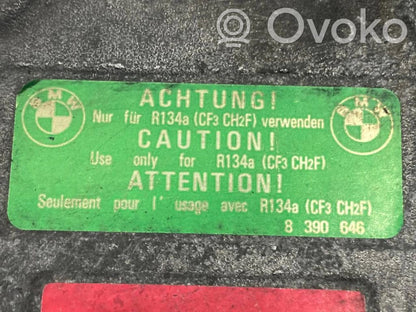 Ovoko
BMW
BMW
ACHTUNG!
Nur für R134a (CF3 CH2F) verwenden
CAUTION!
Use only for R134a (CF3 CH2F)
ATTENTION!
Seulement pour l' usage avec R134a (CF3 CH2F)
8 390 646